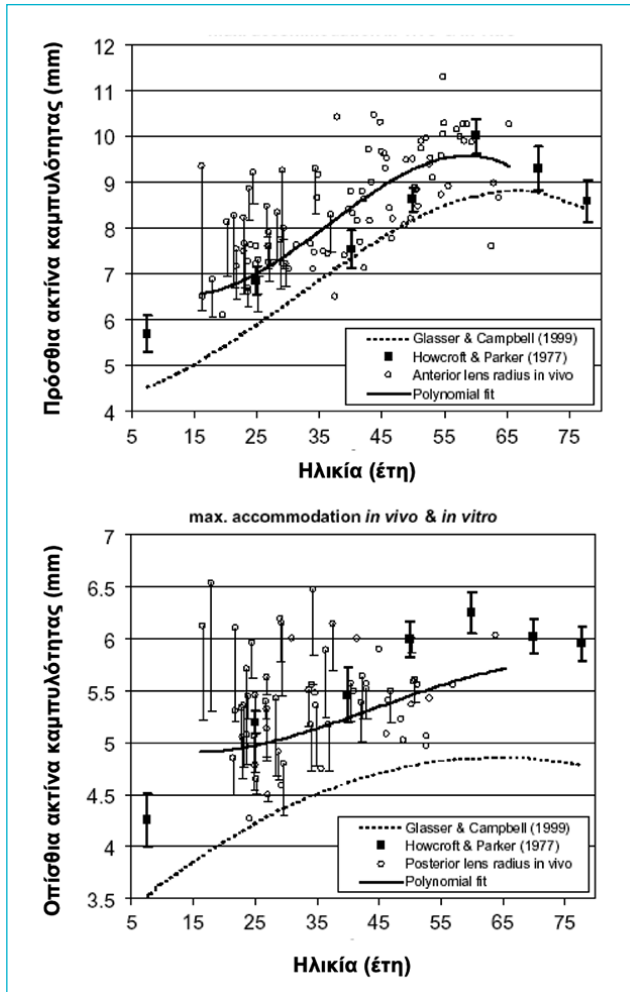 12
11
10
9
8
7
6
5
4
Πρόσθια ακτίνα καμπυλότητας (mm)
Glasser & Campbell (1999)
Howcroft & Parker (1977)
Anterior lens radius in vivo
Polynomial fit
5 15 25 35 45 55 65 75
Ηλικία (έτη)
max. accommodation in vivo & in vitro
7
6.5
6
5.5
5
4.5
4
3.5
Οπίσθια ακτίνα καμπυλότητας (mm)
Glasser & Campbell (1999)
Howcroft & Parker (1977)
Posterior lens radius in vivo
Polynomial fit
5 15 25 35 45 55 65 75
Ηλικία (έτη)